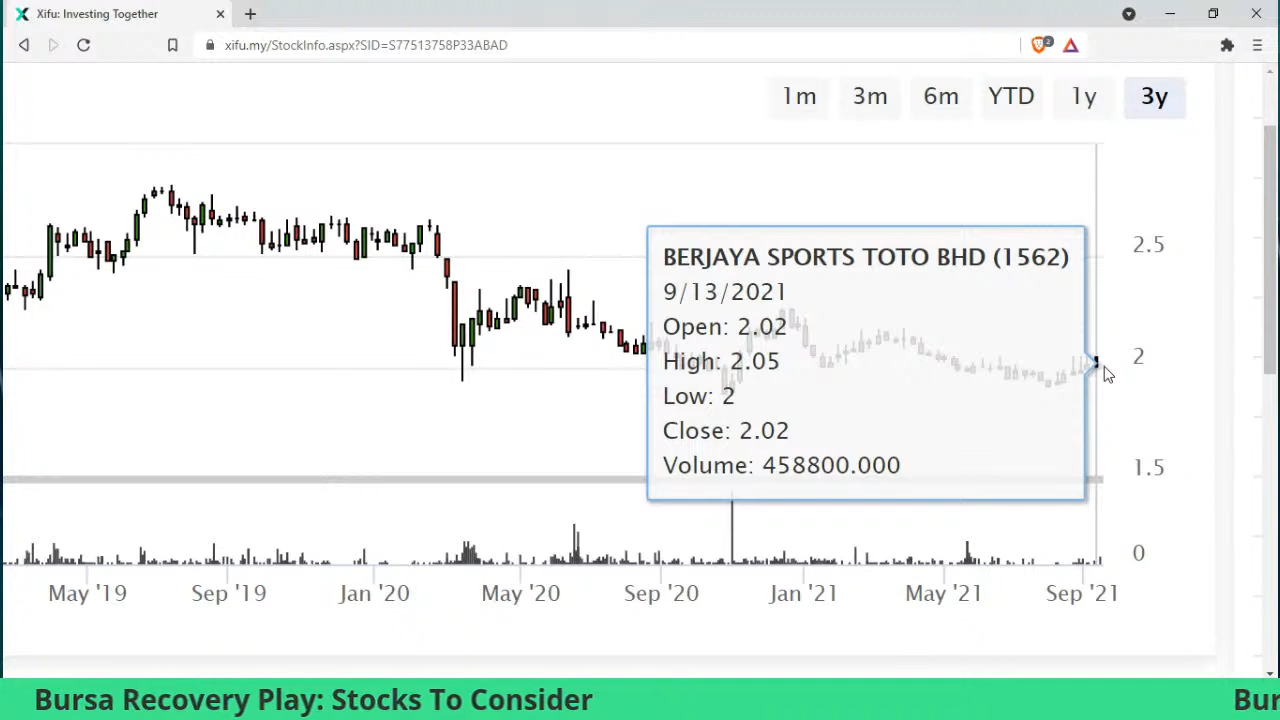 Xifu: Investing Together
xifu.my/StockInfo.aspx?SID=S77513758P33ABAD
2
1m 3m 6m YTD 1y 3y
BERJAYA SPORTS TOTO BHD (1562)
9/13/2021
Open: 2.02
High: 2.05
Low: 2
Close: 2.02
Volume: 458800.000
2.5
2
1.5
0
May '19 Sep '19 Jan '20 May '20 Sep '20 Jan '21 May '21 Sep '21
Bursa Recovery Play: Stocks To Consider Bur